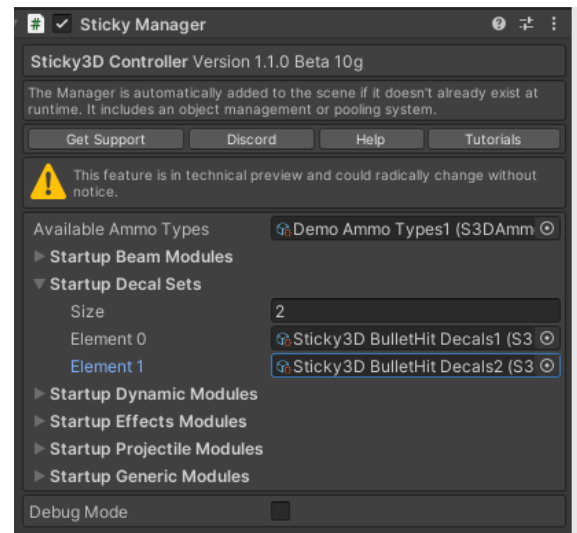 Sticky Manager
Sticky3D Controller Version 1.1.0 Beta 10g
The Manager is automatically added to the scene if it doesn't already exist at
runtime. It includes an object management or pooling system.
Get Support Discord Help Tutorials
This feature is in technical preview and could radically change without
notice.
Available Ammo Types Demo Ammo Types1 (S3DAmm
Startup Beam Modules
Startup Decal Sets
Size 2
Element 0 Sticky3D BulletHit Decals1 (S3
Element 1 Sticky3D BulletHit Decals2 (S3
Startup Dynamic Modules
Startup Effects Modules
Startup Projectile Modules
Startup Generic Modules
Debug Mode